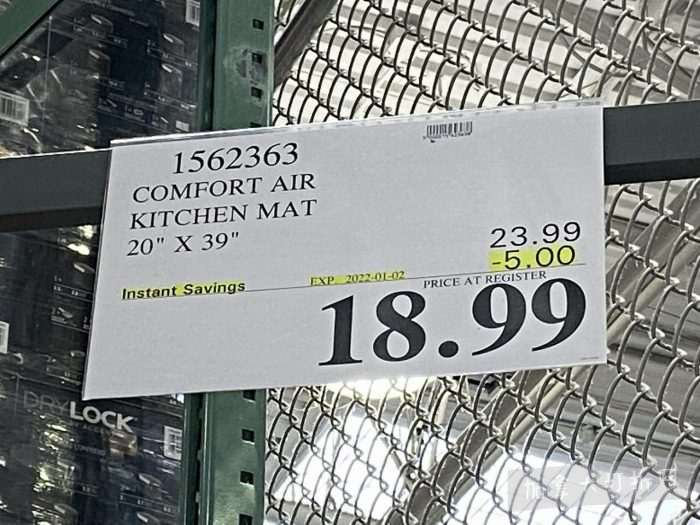 1562363
COMFORT AIR
KITCHEN MAT
20" X 39"
23.99
-5.00
Instant Savings
EXP 2022-01-02
PRICE AT REGISTER
18.99
DRYLOCK